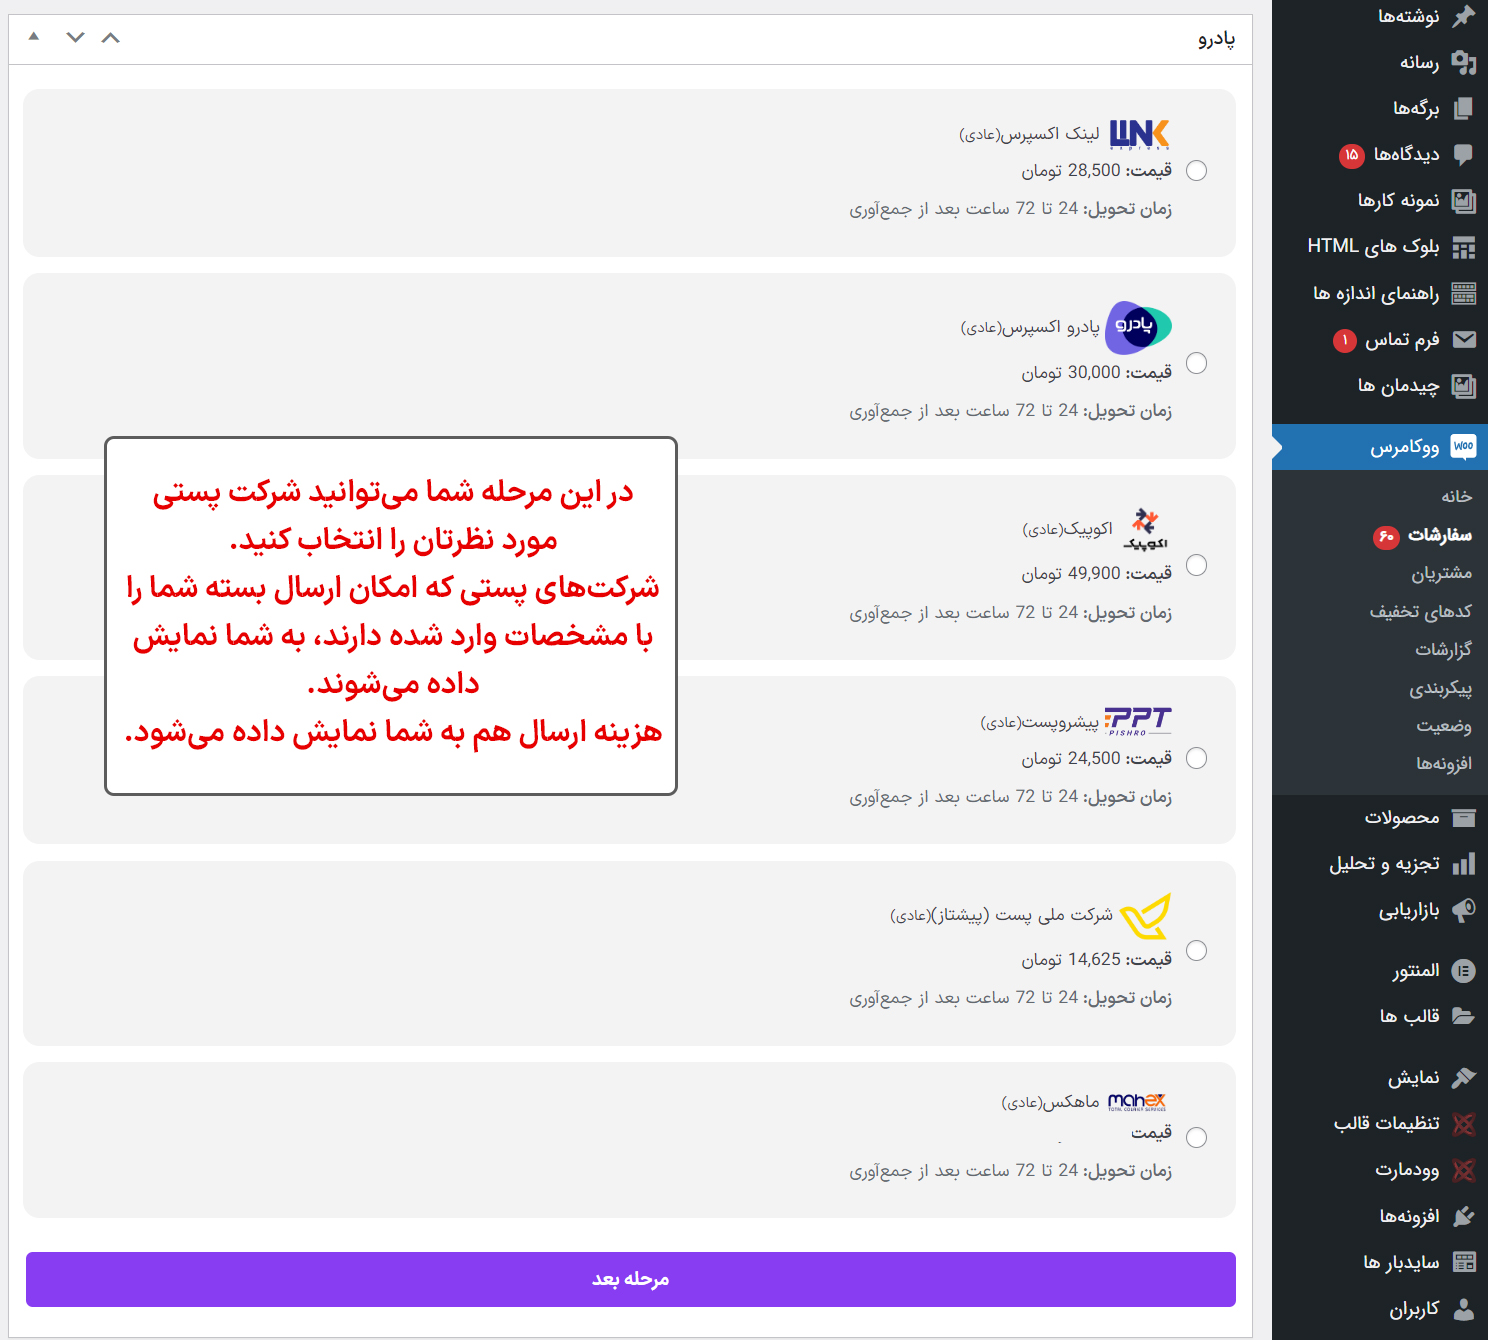 نوشته‌ها
رسانه
برگه‌ها
دیدگاه‌ها ۱۵
نمونه کارها
بلوک های HTML
راهنمای اندازه ها
فرم تماس ۱
چیدمان ها
woo ووکامرس
خانه
سفارشات ۶۰
مشتریان
کدهای تخفیف
گزارشات
پیکربندی
وضعیت
افزونه‌ها
محصولات
تجزیه و تحلیل
بازاریابی
المنتور
قالب ها
نمایش
تنظیمات قالب
وودمارت
افزونه‌ها
سایدبار ها
کاربران
پادرو
LINK express لینک اکسپرس(عادی)
قیمت: 28,500 تومان
زمان تحویل: 24 تا 72 ساعت بعد از جمع‌آوری
پادرو پادرو اکسپرس(عادی)
قیمت: 30,000 تومان
زمان تحویل: 24 تا 72 ساعت بعد از جمع‌آوری
اکوپیک اکوپیک(عادی)
قیمت: 49,900 تومان
زمان تحویل: 24 تا 72 ساعت بعد از جمع‌آوری
PPT PISHRO پیشروپست(عادی)
قیمت: 24,500 تومان
زمان تحویل: 24 تا 72 ساعت بعد از جمع‌آوری
شرکت ملی پست (پیشتاز)(عادی)
قیمت: 14,625 تومان
زمان تحویل: 24 تا 72 ساعت بعد از جمع‌آوری
mahex TOTAL COURIER SERVICES ماهکس(عادی)
قیمت
زمان تحویل: 24 تا 72 ساعت بعد از جمع‌آوری
در این مرحله شما می‌توانید شرکت پستی
مورد نظرتان را انتخاب کنید.
شرکت‌های پستی که امکان ارسال بسته شما را
با مشخصات وارد شده دارند، به شما نمایش
داده می‌شوند.
هزینه ارسال هم به شما نمایش داده می‌شود.
مرحله بعد